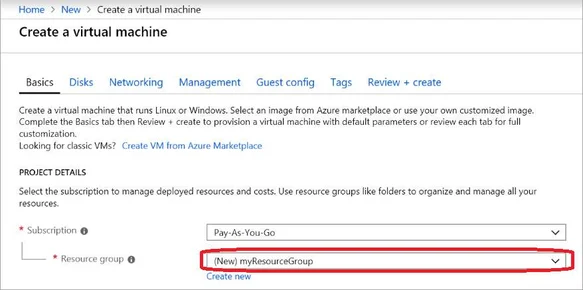 Home > New > Create a virtual machine
Create a virtual machine
Basics Disks Networking Management Guest config Tags Review + create
Create a virtual machine that runs Linux or Windows. Select an image from Azure marketplace or use your own customized image.
Complete the Basics tab then Review + create to provision a virtual machine with default parameters or review each tab for full
customization.
Looking for classic VMs? Create VM from Azure Marketplace
PROJECT DETAILS
Select the subscription to manage deployed resources and costs. Use resource groups like folders to organize and manage all your
resources.
* Subscription Pay-As-You-Go
* Resource group (New) myResourceGroup
Create new